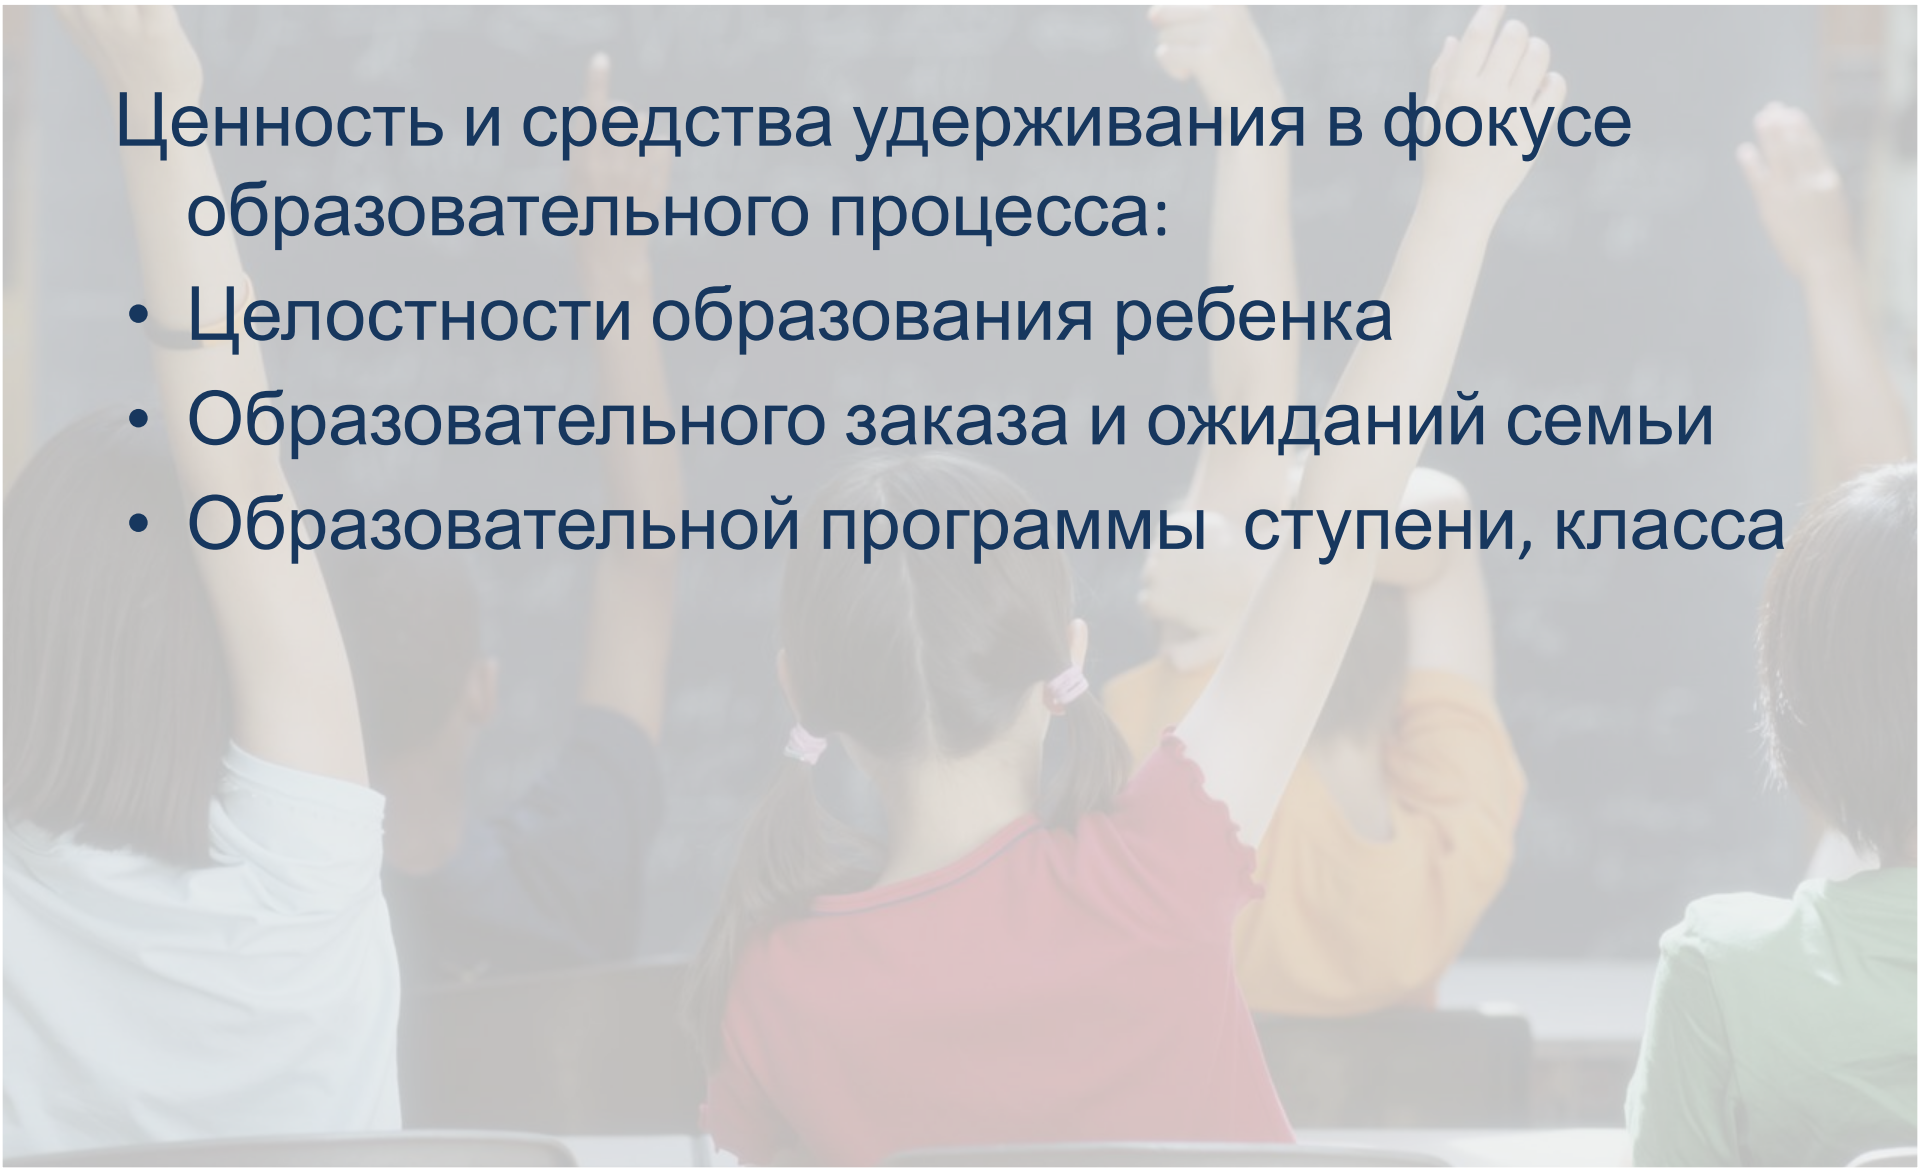 Ценность и средства удерживания в фокусе
образовательного процесса:
• Целостности образования ребенка
• Образовательного заказа и ожиданий семьи
• Образовательной программы ступени, класса